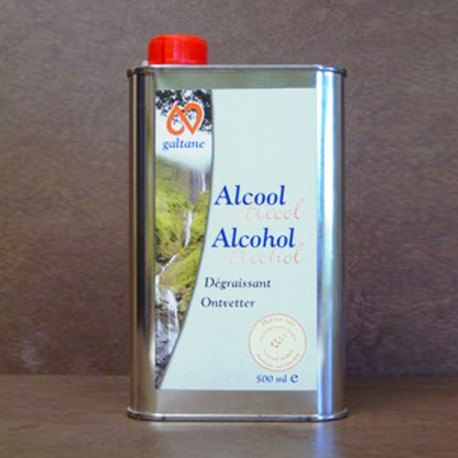 galtane
Alcool
Alcool
Alcohol
Alcohol
Dégraissant
Ontvetter
500 ml e